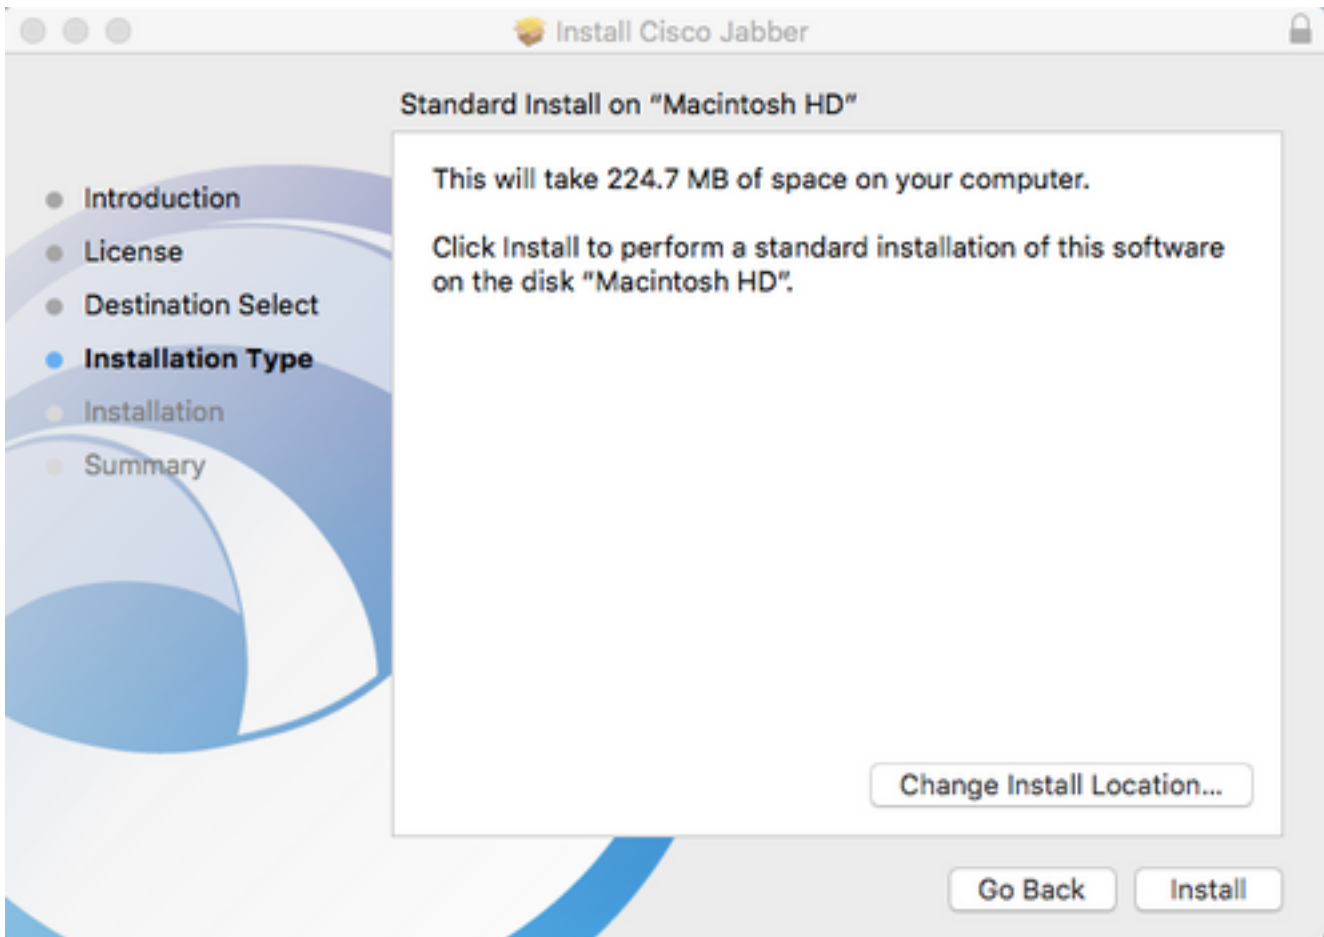 Install Cisco Jabber
Standard Install on “Macintosh HD”
Introduction
License
Destination Select
Installation Type
Installation
Summary
This will take 224.7 MB of space on your computer.
Click Install to perform a standard installation of this software
on the disk “Macintosh HD”.
Change Install Location...
Go Back
Install